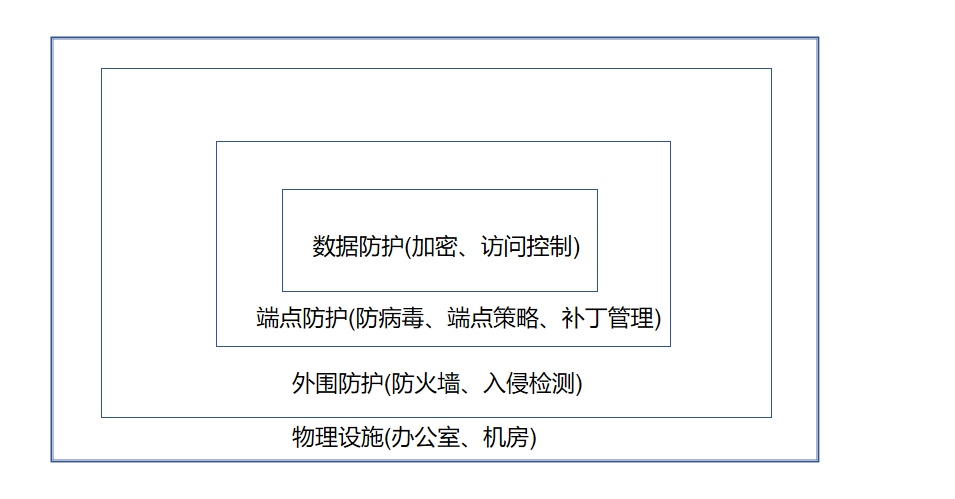 数据防护(加密、访问控制)
端点防护(防病毒、端点策略、补丁管理)
外围防护(防火墙、入侵检测)
物理设施(办公室、机房)